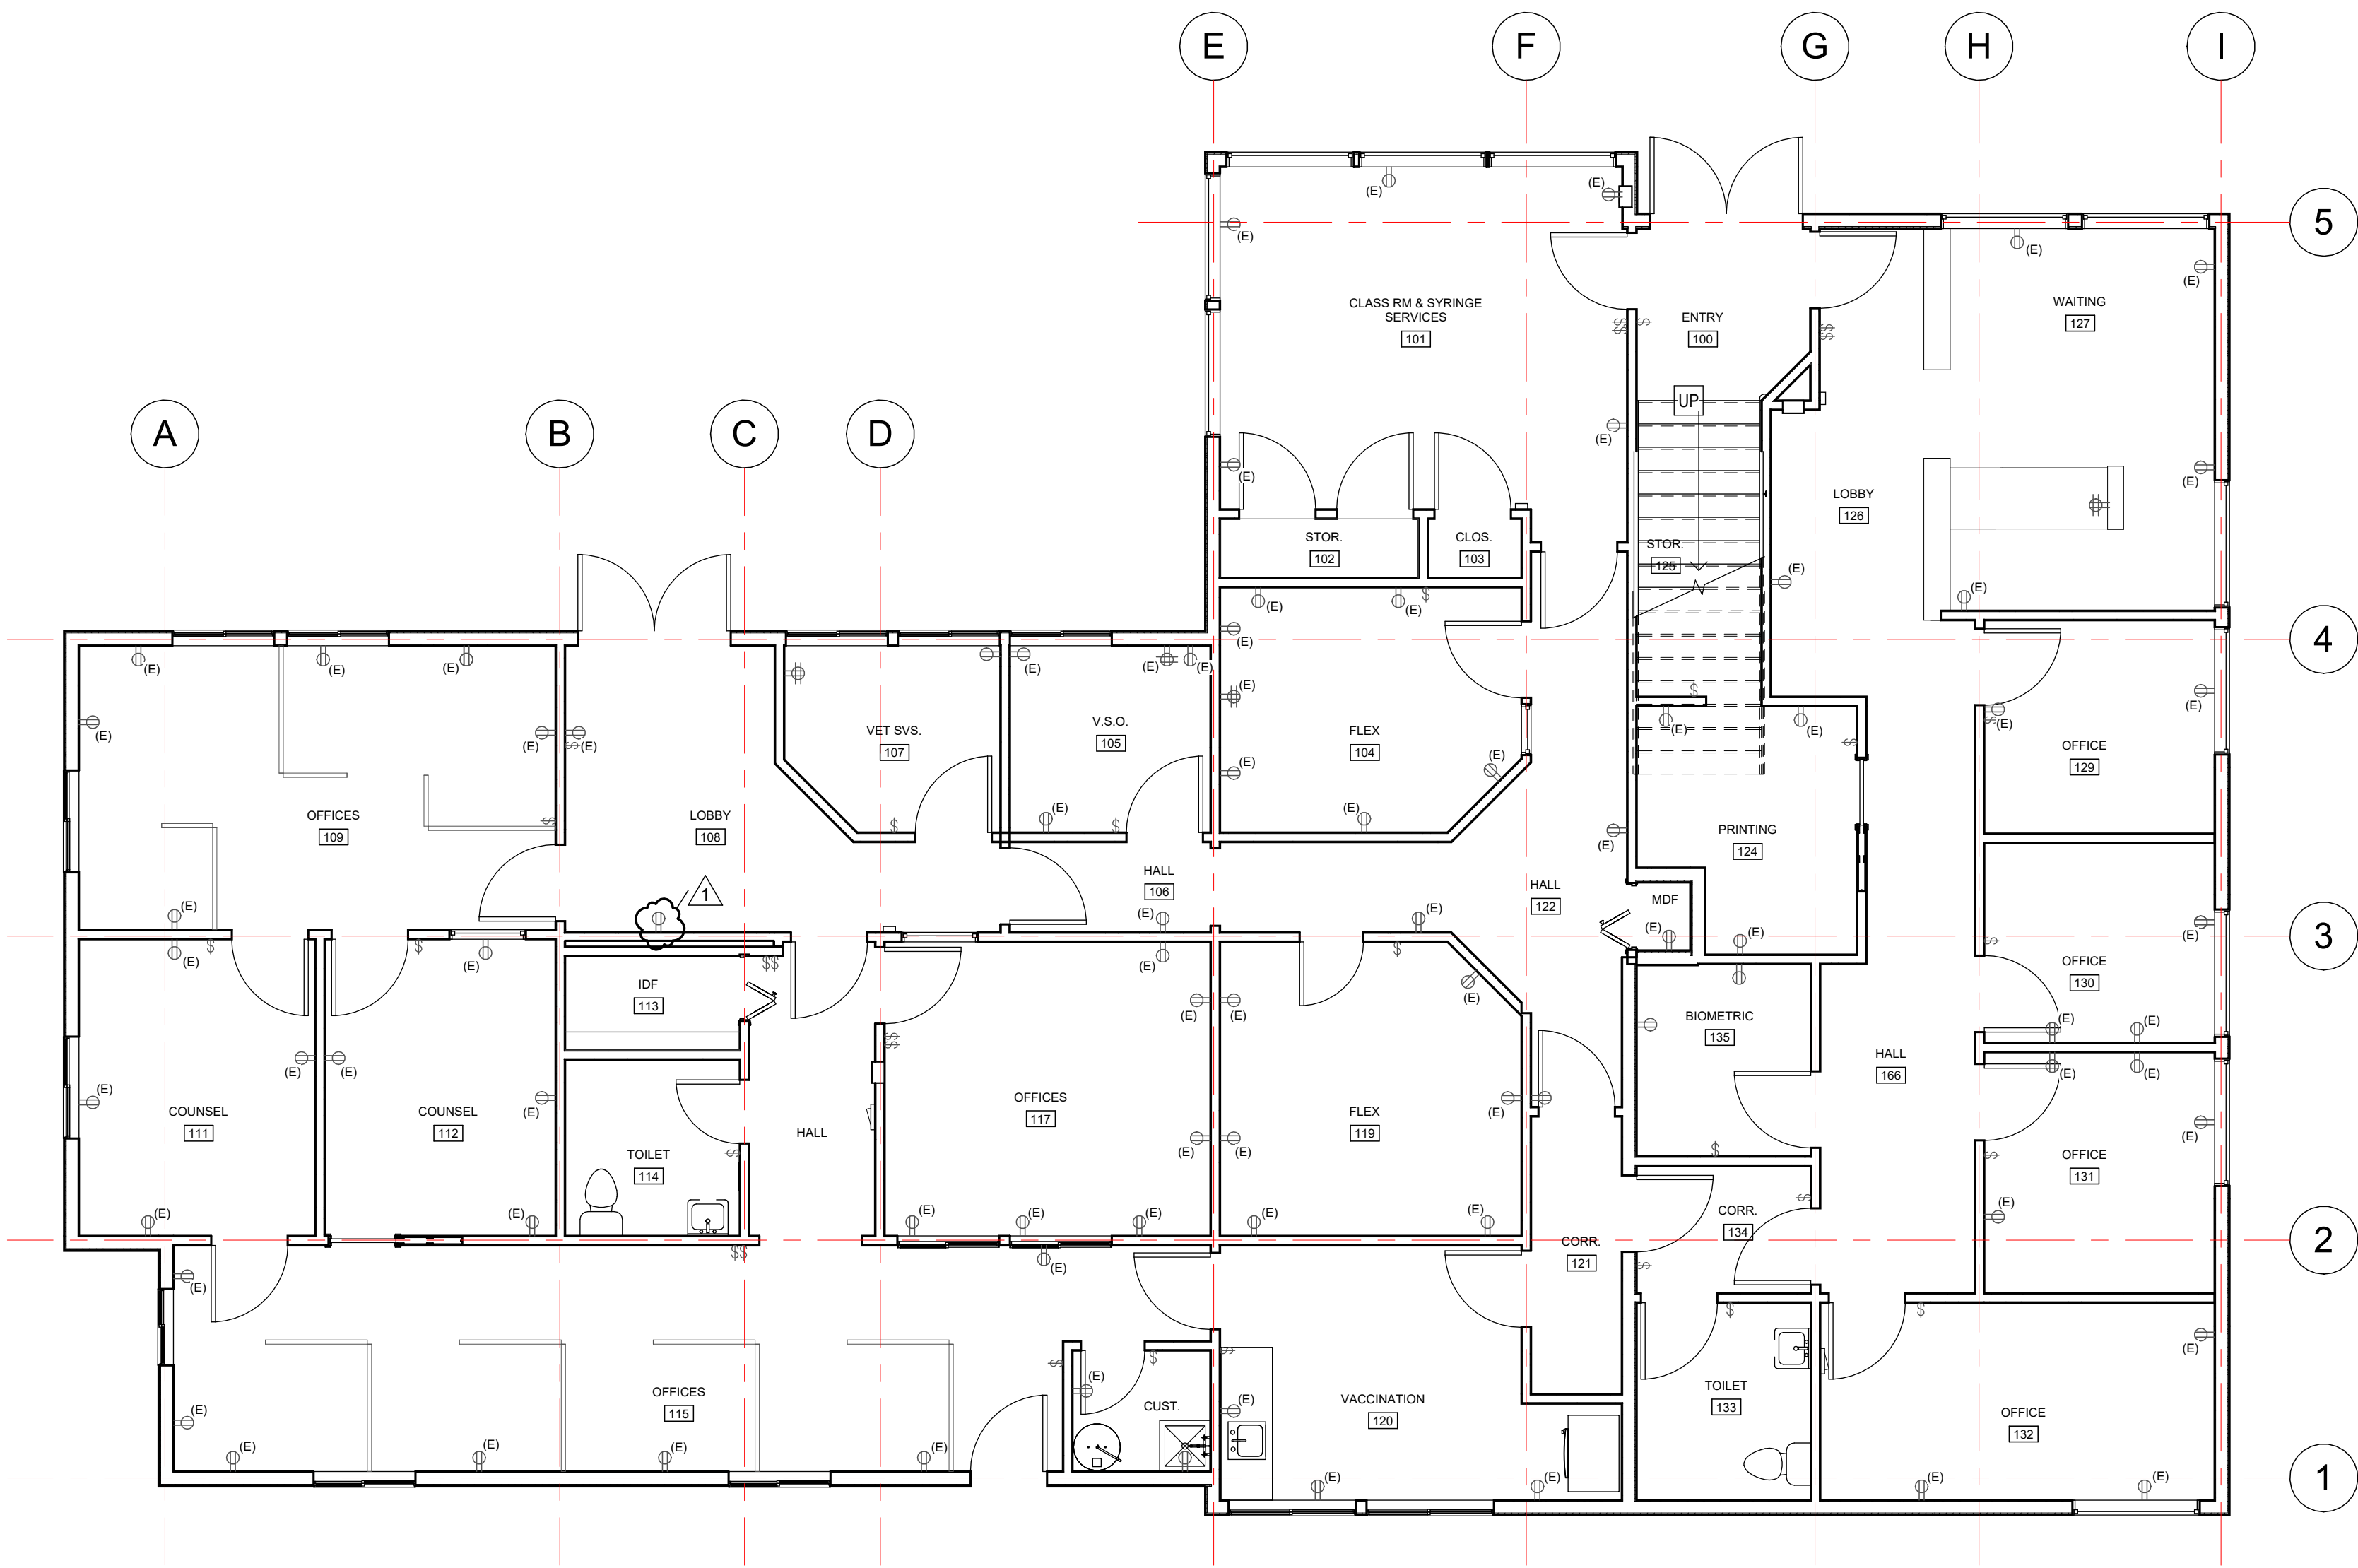 E F G H I
5
CLASS RM & SYRINGE
SERVICES
101
ENTRY
100
WAITING
127
UP
A B C D
LOBBY
126
STOR.
102
CLOS.
103
STOR.
125
4
OFFICES
109
LOBBY
108
VET SVS.
107
V.S.O.
105
FLEX
104
OFFICE
129
PRINTING
124
1
HALL
106
HALL
122
MDF
3
IDF
113
OFFICE
130
BIOMETRIC
135
HALL
166
COUNSEL
111
COUNSEL
112
TOILET
114
HALL
OFFICES
117
FLEX
119
OFFICE
131
CORR.
134
CORR.
121
2
OFFICES
115
CUST.
VACCINATION
120
TOILET
133
OFFICE
132
1
(E) (E) (E) (E) (E) (E) (E) (E) (E) (E)
(E) (E) (E) (E) (E) (E) (E) (E) (E) (E)
(E) (E) (E) (E) (E) (E) (E) (E) (E) (E)